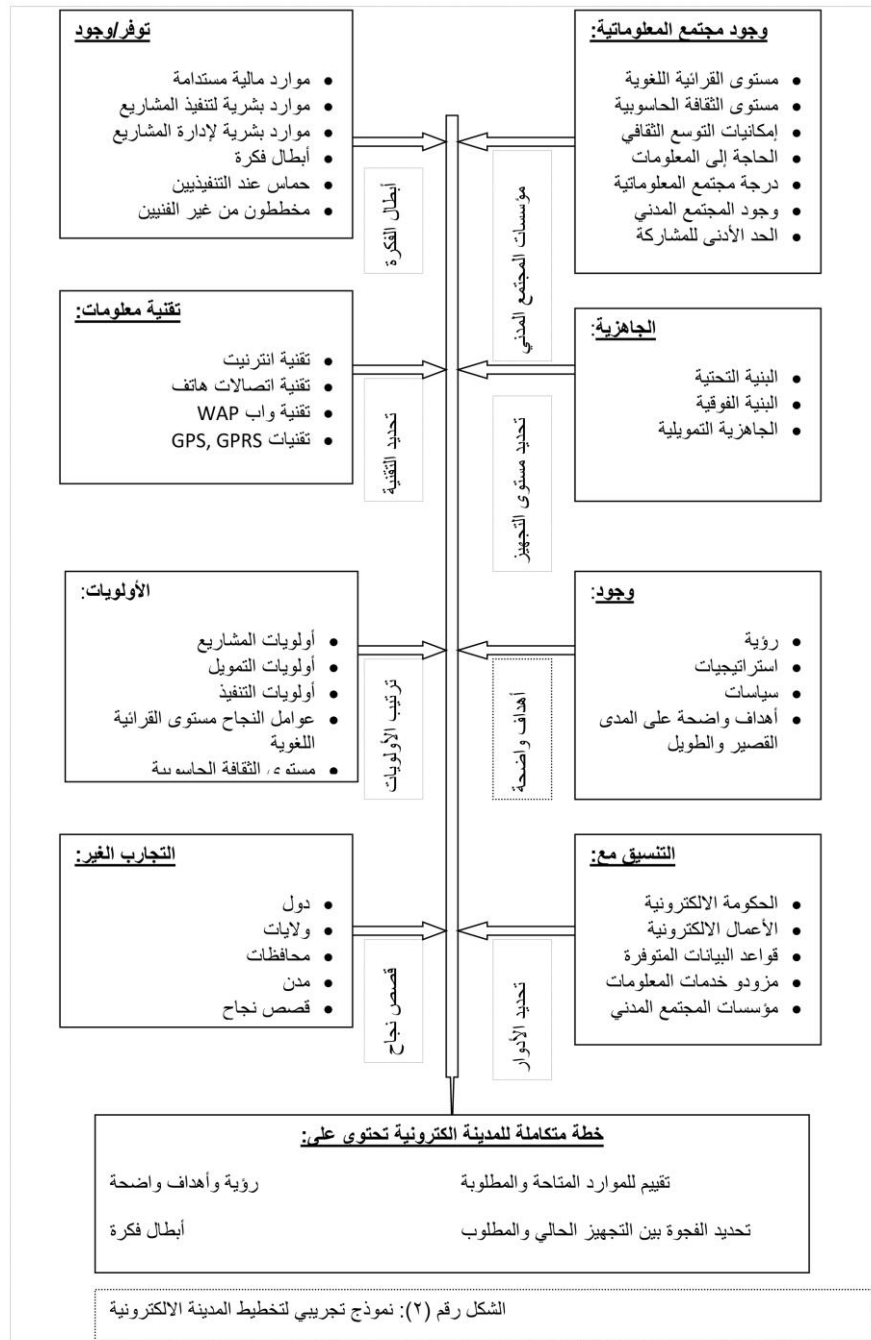 وجود مجتمع المعلوماتية:
• مستوى القرائية اللغوية
• مستوى الثقافة الحاسوبية
• إمكانيات التوسع الثقافي
• الحاجة إلى المعلومات
• درجة مجتمع المعلوماتية
• وجود المجتمع المدني
• الحد الأدنى للمشاركة
مؤسسات المجتمع المدني
توفر/وجود
• موارد مالية مستدامة
• موارد بشرية لتنفيذ المشاريع
• موارد بشرية لإدارة المشاريع
• أبطال فكرة
• حماس عند التنفيذيين
• مخططون من غير الفنيين
أبطال الفكرة
الجاهزية:
• البنية التحتية
• البنية الفوقية
• الجاهزية التمويلية
تحديد مستوى التجهيز
تقنية معلومات:
• تقنية انترنيت
• تقنية اتصالات هاتف
• تقنية واب WAP
• تقنيات GPS, GPRS
تحديد التقنية
وجود:
• رؤية
• استراتيجيات
• سياسات
• أهداف واضحة على المدى
القصير والطويل
أهداف واضحة
الأولويات:
• أولويات المشاريع
• أولويات التمويل
• أولويات التنفيذ
• عوامل النجاح مستوى القرائية
اللغوية
• مستوى الثقافة الحاسوبية
ترتيب الأولويات
التنسيق مع:
• الحكومة الالكترونية
• الأعمال الالكترونية
• قواعد البيانات المتوفرة
• مزودو خدمات المعلومات
• مؤسسات المجتمع المدني
تحديد الأدوار
التجارب الغير:
• دول
• ولايات
• محافظات
• مدن
• قصص نجاح
قصص نجاح
خطة متكاملة للمدينة الكترونية تحتوى على:
تقييم للموارد المتاحة والمطلوبة رؤية وأهداف واضحة
تحديد الفجوة بين التجهيز الحالي والمطلوب أبطال فكرة
الشكل رقم (٢): نموذج تجريبي لتخطيط المدينة الالكترونية